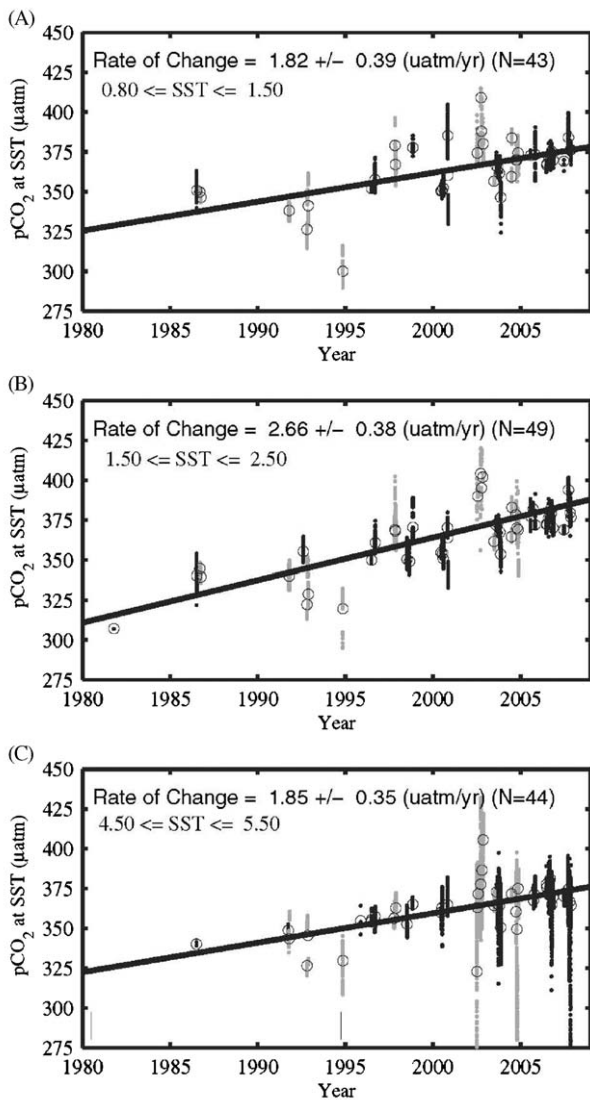 (A)
450
425
400
375
350
325
300
275
pCO2 at SST (µatm)
Rate of Change = 1.82 +/− 0.39 (uatm/yr) (N=43)
0.80 <= SST <= 1.50
1980 1985 1990 1995 2000 2005
Year
(B)
450
425
400
375
350
325
300
275
pCO2 at SST (µatm)
Rate of Change = 2.66 +/− 0.38 (uatm/yr) (N=49)
1.50 <= SST <= 2.50
1980 1985 1990 1995 2000 2005
Year
(C)
450
425
400
375
350
325
300
275
pCO2 at SST (µatm)
Rate of Change = 1.85 +/− 0.35 (uatm/yr) (N=44)
4.50 <= SST <= 5.50
1980 1985 1990 1995 2000 2005
Year